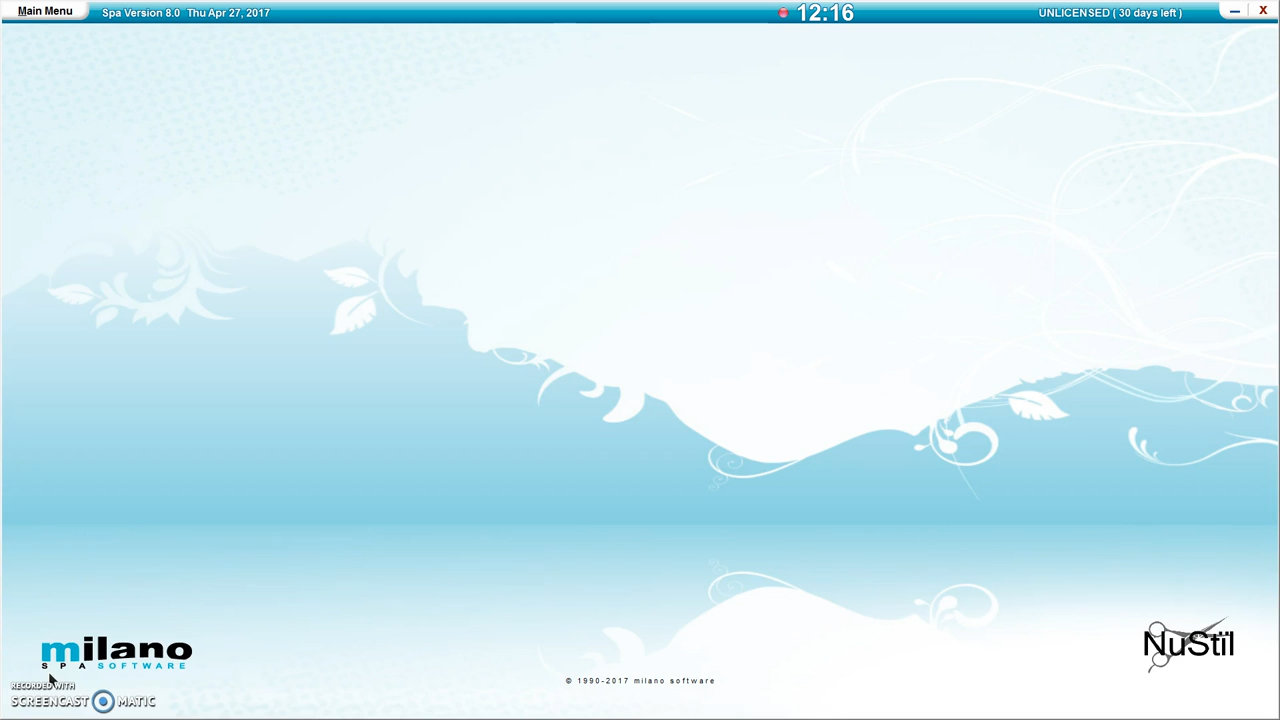 Main Menu
Spa Version 8.0 Thu Apr 27, 2017
12:16
UNLICENSED ( 30 days left )
X
milano
SPA SOFTWARE
NuStil
RECORDED WITH
SCREENCAST MATIC
© 1990-2017 milano software